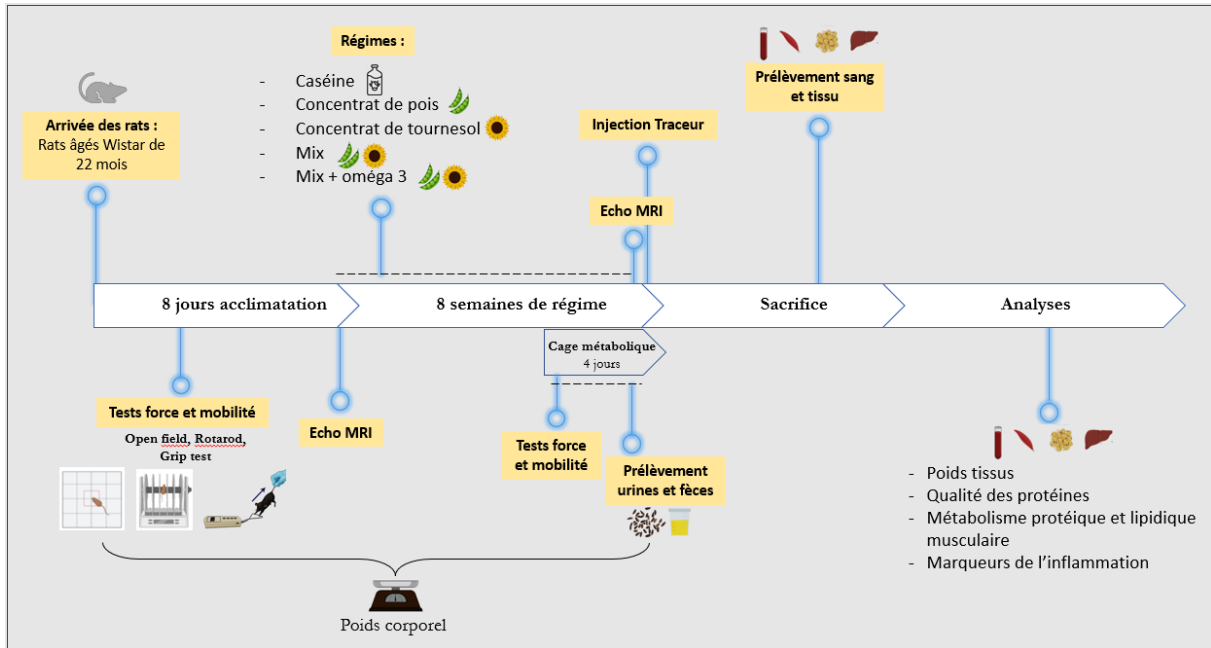 Arrivée des rats :
Rats âgés Wistar de
22 mois
Régimes :
- Caséine
- Concentrat de pois
- Concentrat de tournesol
- Mix
- Mix + oméga 3
Injection Traceur
Echo MRI
Prélèvement sang
et tissu
8 jours acclimatation
8 semaines de régime
Sacrifice
Analyses
Cage métabolique
4 jours
Tests force et mobilité
Open field, Rotarod,
Grip test
Echo MRI
Tests force
et mobilité
Prélèvement
urines et fèces
- Poids tissus
- Qualité des protéines
- Métabolisme protéique et lipidique
musculaire
- Marqueurs de l'inflammation
Poids corporel